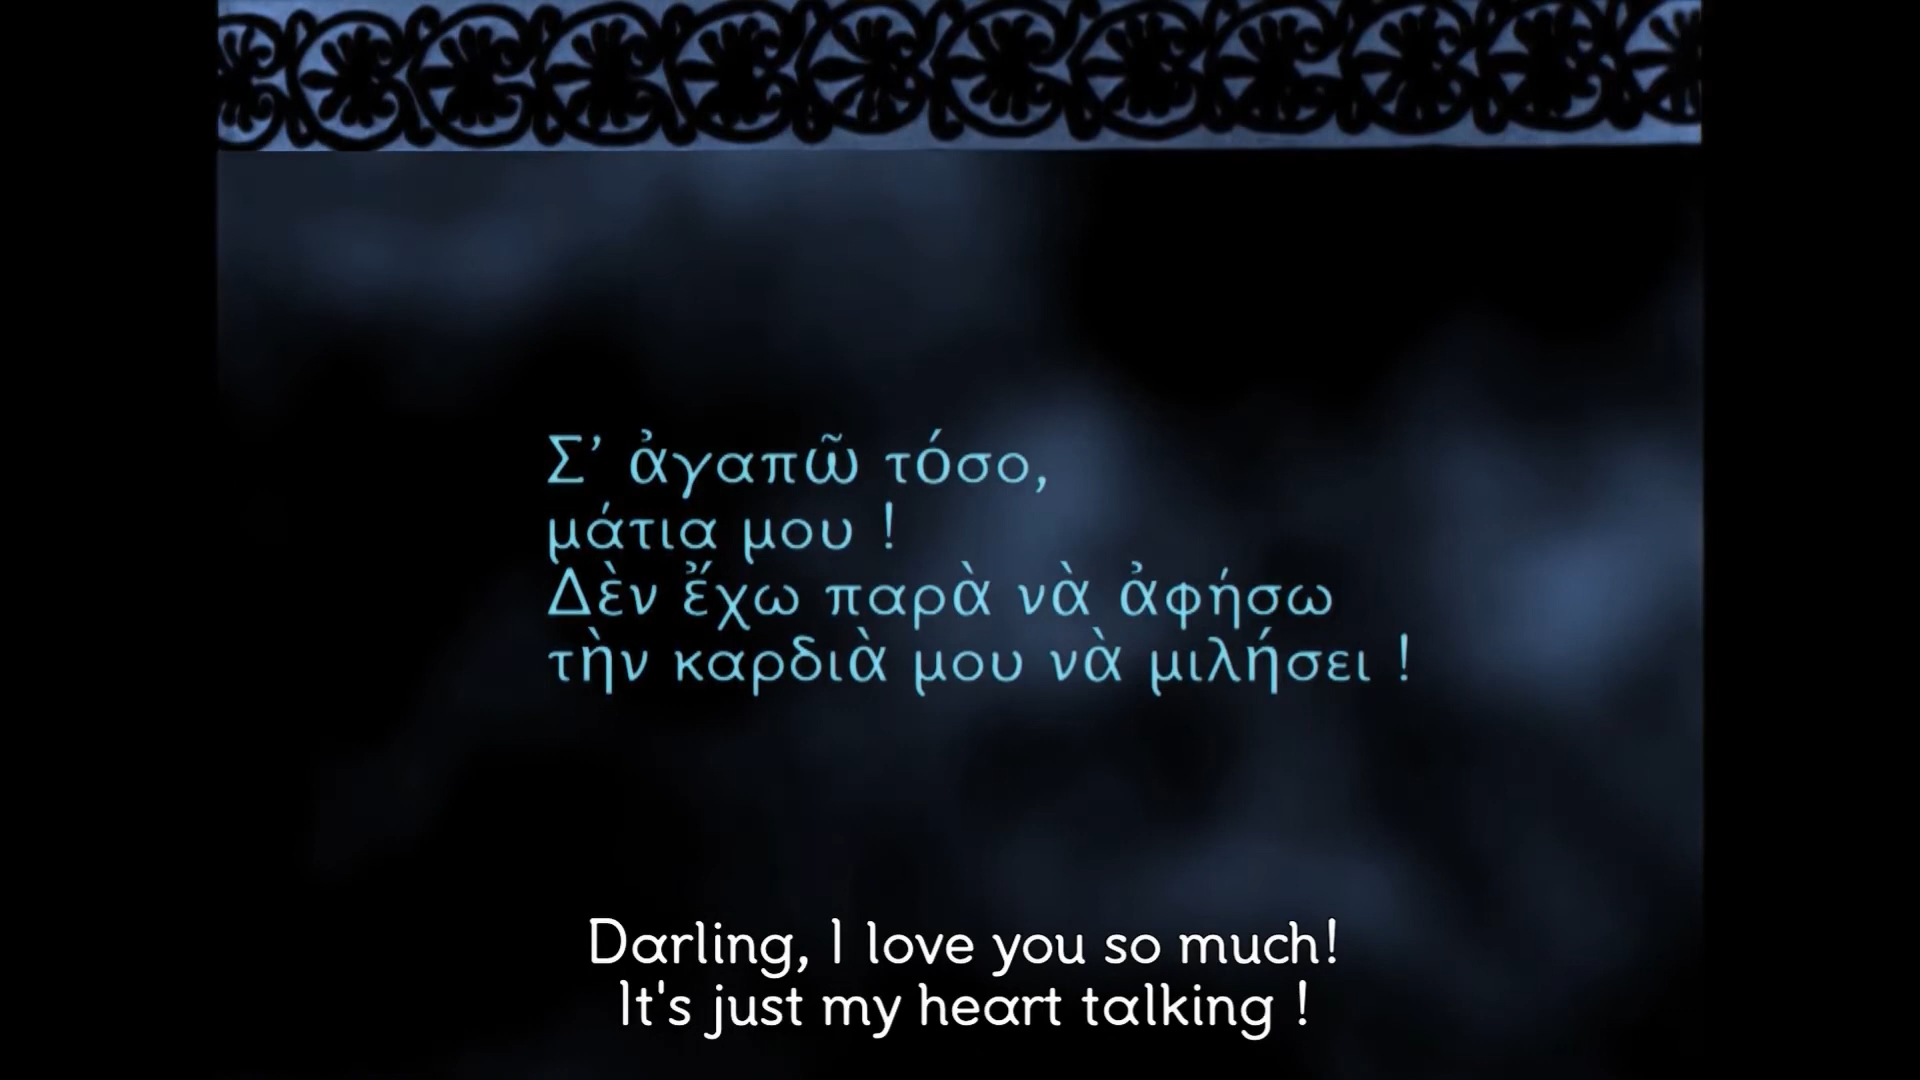 Σ’ ἀγαπῶ τόσο,
μάτια μου !
Δὲν ἔχω παρὰ νὰ ἀφήσω
τὴν καρδιὰ μου νὰ μιλήσει !
Darling, I love you so much!
It's just my heart talking !